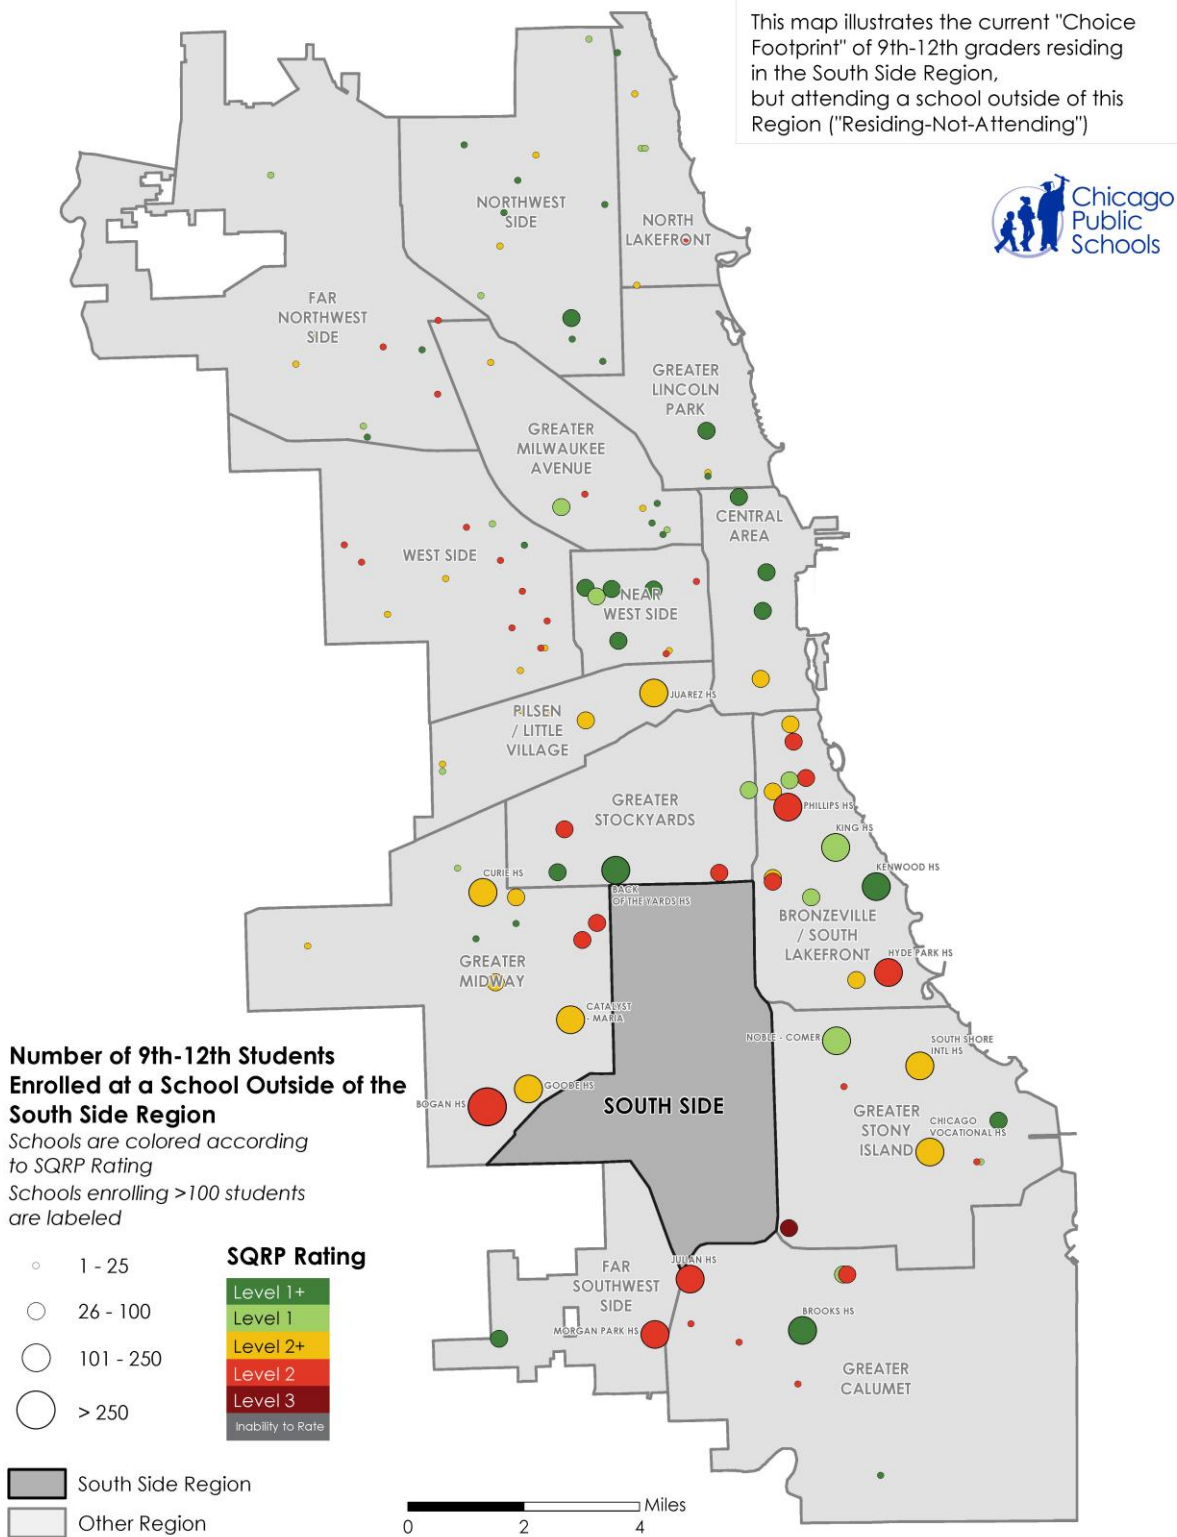 This map illustrates the current "Choice
Footprint" of 9th-12th graders residing
in the South Side Region,
but attending a school outside of this
Region ("Residing-Not-Attending")
Chicago
Public
Schools
NORTHWEST
SIDE
NORTH
LAKEFRONT
FAR
NORTHWEST
SIDE
GREATER
LINCOLN
PARK
GREATER
MILWAUKEE
AVENUE
CENTRAL
AREA
WEST SIDE
NEAR
WEST SIDE
JUAREZ HS
PILSEN
/ LITTLE
VILLAGE
GREATER
STOCKYARDS
PHILLIPS HS
KING HS
KENWOOD HS
CURIE HS
BACK
OF THE YARDS HS
BRONZEVILLE
/ SOUTH
LAKEFRONT
HYDE PARK HS
GREATER
MIDWAY
CATALYST
- MARIA
NOBLE - COMER
SOUTH SHORE
INTL HS
GOODE HS
BOGAN HS
SOUTH SIDE
GREATER
STONY
ISLAND
CHICAGO
VOCATIONAL HS
JULIAN HS
FAR
SOUTHWEST
SIDE
MORGAN PARK HS
BROOKS HS
GREATER
CALUMET
Number of 9th-12th Students
Enrolled at a School Outside of the
South Side Region
Schools are colored according
to SQRP Rating
Schools enrolling >100 students
are labeled
1 - 25
26 - 100
101 - 250
> 250
SQRP Rating
Level 1+
Level 1
Level 2+
Level 2
Level 3
Inability to Rate
South Side Region
Other Region
Miles
0 2 4